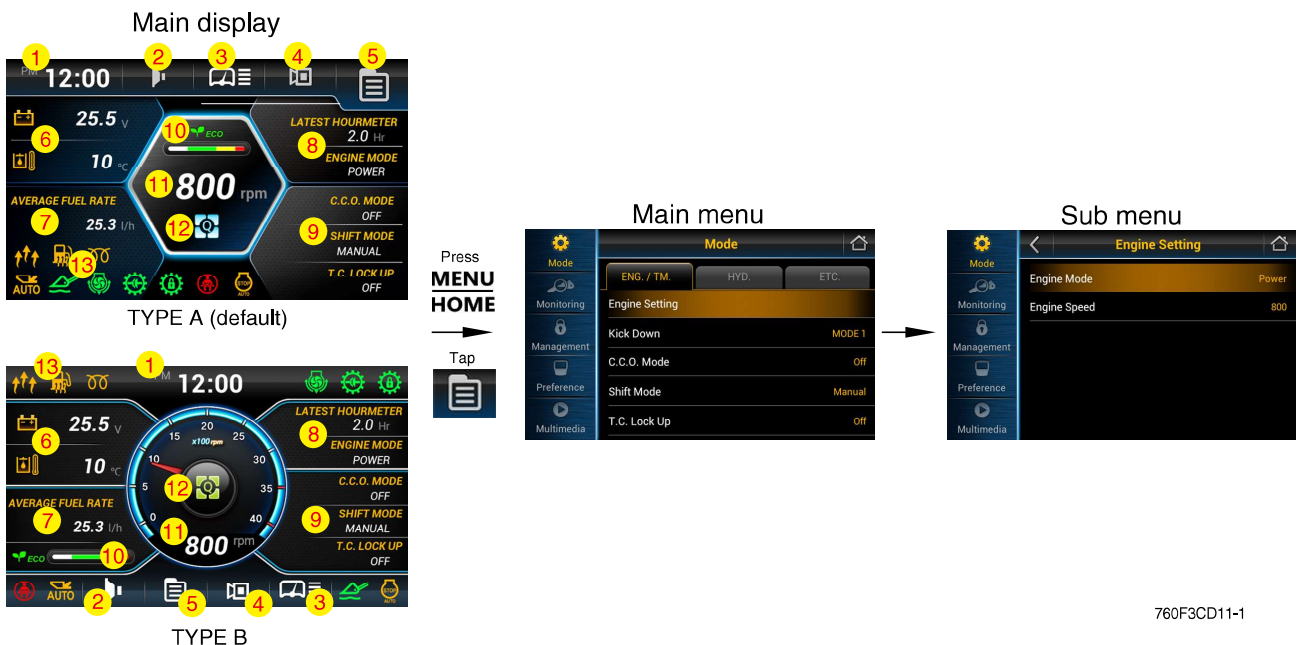 Main display
1
2
3
4
5
PM 12:00
25.5 V
6
10 °C
AVERAGE FUEL RATE
7
25.3 l/h
13
AUTO
STOP
AUTO
10
ECO
11
800 rpm
12
Q
LATEST HOURMETER
2.0 Hr
8
ENGINE MODE
POWER
C.C.O. MODE
OFF
9
SHIFT MODE
MANUAL
T.C. LOCK UP
OFF
TYPE A (default)
13
1
PM 12:00
25.5 V
6
10 °C
AVERAGE FUEL RATE
7
25.3 l/h
ECO
10
20
15
25
x100 rpm
10
30
12
Q
5
35
0
40
11
800 rpm
LATEST HOURMETER
2.0 Hr
8
ENGINE MODE
POWER
C.C.O. MODE
OFF
9
SHIFT MODE
MANUAL
T.C. LOCK UP
OFF
AUTO
2
5
4
3
STOP
AUTO
TYPE B
Press
MENU
HOME
Tap
Main menu
Mode
Monitoring
Management
Preference
Multimedia
Mode
ENG. / TM.
HYD.
ETC.
Engine Setting
Kick Down MODE 1
C.C.O. Mode Off
Shift Mode Manual
T.C. Lock Up Off
Sub menu
Mode
Monitoring
Management
Preference
Multimedia
Engine Setting
Engine Mode Power
Engine Speed 800
760F3CD11-1